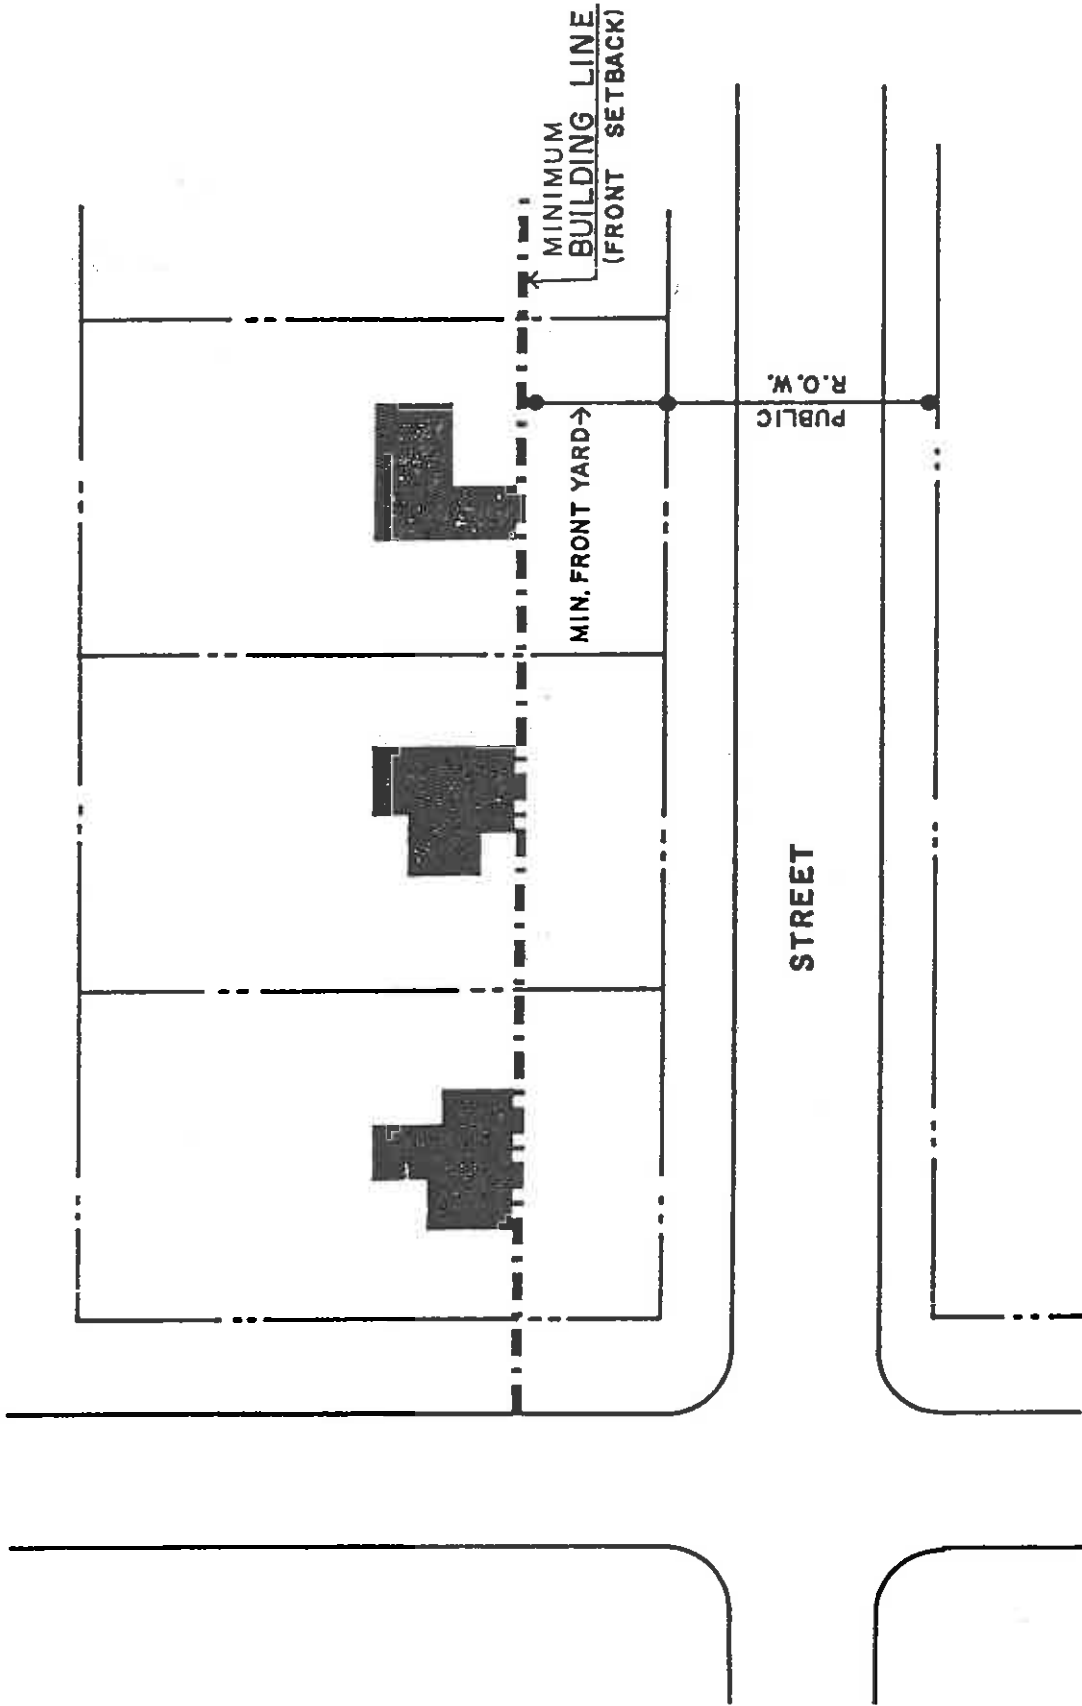 MINIMUM
BUILDING LINE
(FRONT SETBACK)
MIN. FRONT YARD→
PUBLIC
R.O.W.
STREET